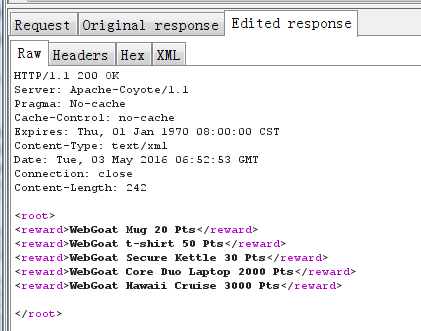 Request Original response Edited response
Raw Headers Hex XML
HTTP/1.1 200 OK
Server: Apache-Coyote/1.1
Pragma: No-cache
Cache-Control: no-cache
Expires: Thu, 01 Jan 1970 08:00:00 CST
Content-Type: text/xml
Date: Tue, 03 May 2016 06:52:53 GMT
Connection: close
Content-Length: 242
<root>
<reward>WebGoat Mug 20 Pts</reward>
<reward>WebGoat t-shirt 50 Pts</reward>
<reward>WebGoat Secure Kettle 30 Pts</reward>
<reward>WebGoat Core Duo Laptop 2000 Pts</reward>
<reward>WebGoat Hawaii Cruise 3000 Pts</reward>
</root>